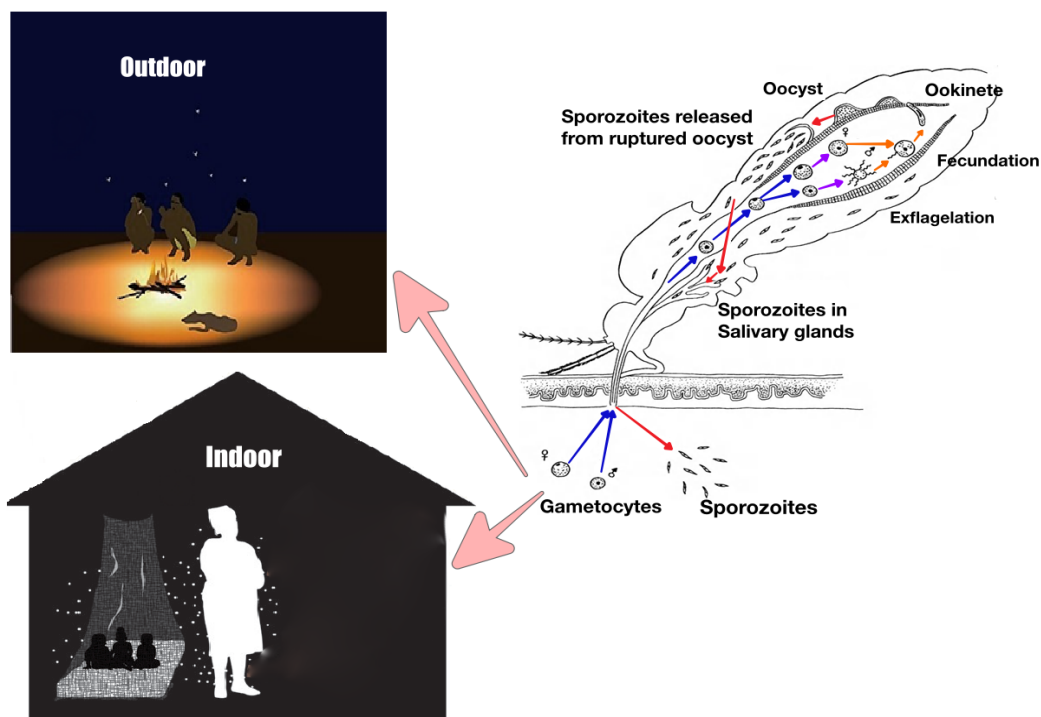 Outdoor
Oocyst
Ookinete
Sporozoites released
from ruptured oocyst
♀
♂
Fecundation
Exflagelation
Sporozoites in
Salivary glands
Indoor
♀
♂
Gametocytes
Sporozoites